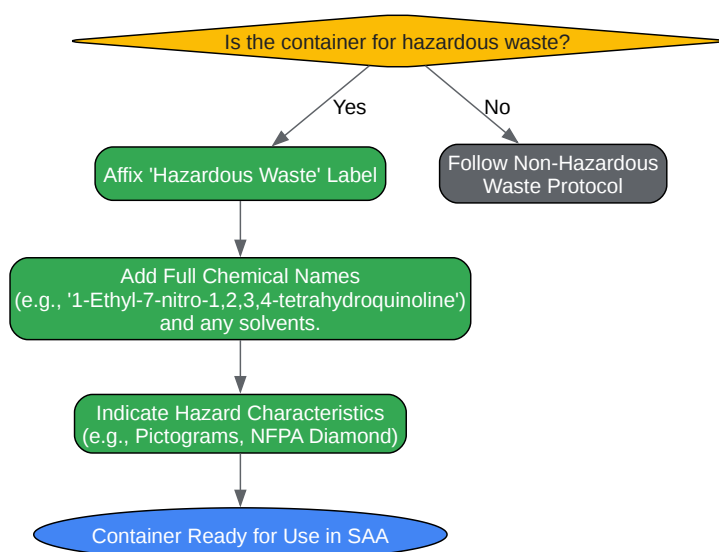 Is the container for hazardous waste?
Yes
No
Affix 'Hazardous Waste' Label
Follow Non-Hazardous
Waste Protocol
Add Full Chemical Names
(e.g., '1-Ethyl-7-nitro-1,2,3,4-tetrahydroquinoline')
and any solvents.
Indicate Hazard Characteristics
(e.g., Pictograms, NFPA Diamond)
Container Ready for Use in SAA